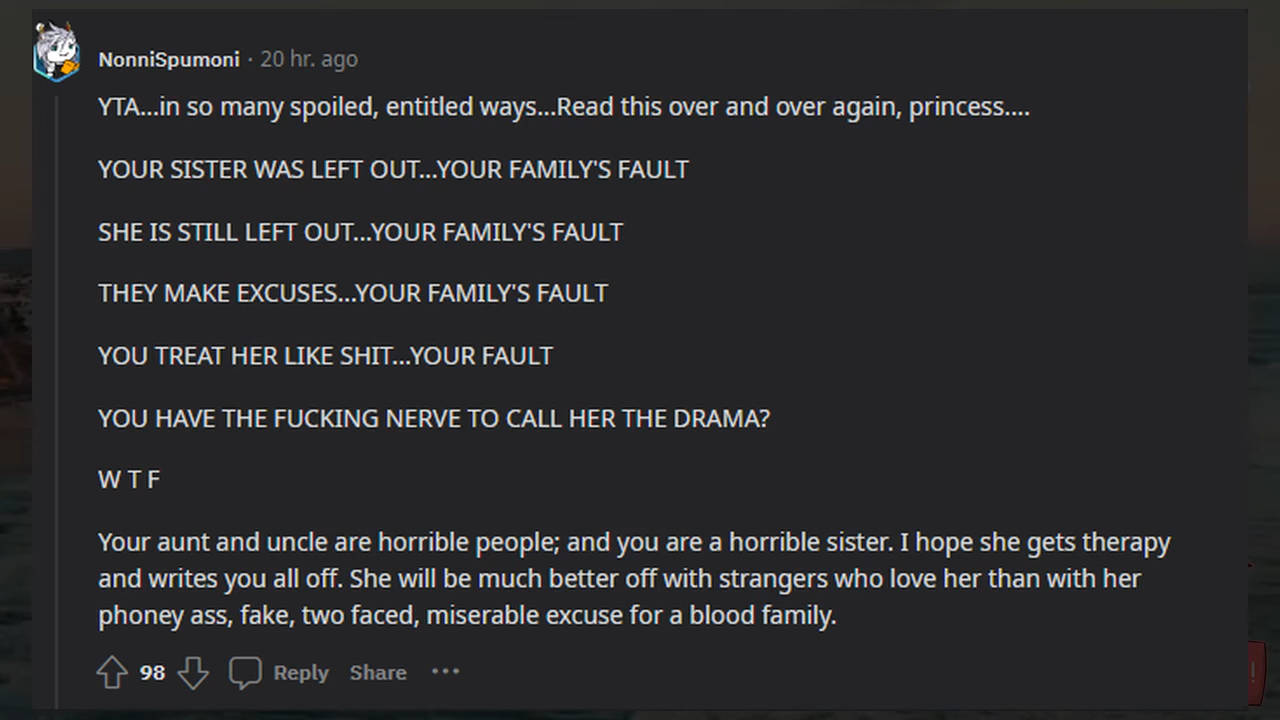 NonniSpumoni · 20 hr. ago
YTA...in so many spoiled, entitled ways...Read this over and over again, princess....
YOUR SISTER WAS LEFT OUT...YOUR FAMILY'S FAULT
SHE IS STILL LEFT OUT...YOUR FAMILY'S FAULT
THEY MAKE EXCUSES...YOUR FAMILY'S FAULT
YOU TREAT HER LIKE SHIT...YOUR FAULT
YOU HAVE THE FUCKING NERVE TO CALL HER THE DRAMA?
W T F
Your aunt and uncle are horrible people; and you are a horrible sister. I hope she gets therapy
and writes you all off. She will be much better off with strangers who love her than with her
phoney ass, fake, two faced, miserable excuse for a blood family.
98 Reply Share ···